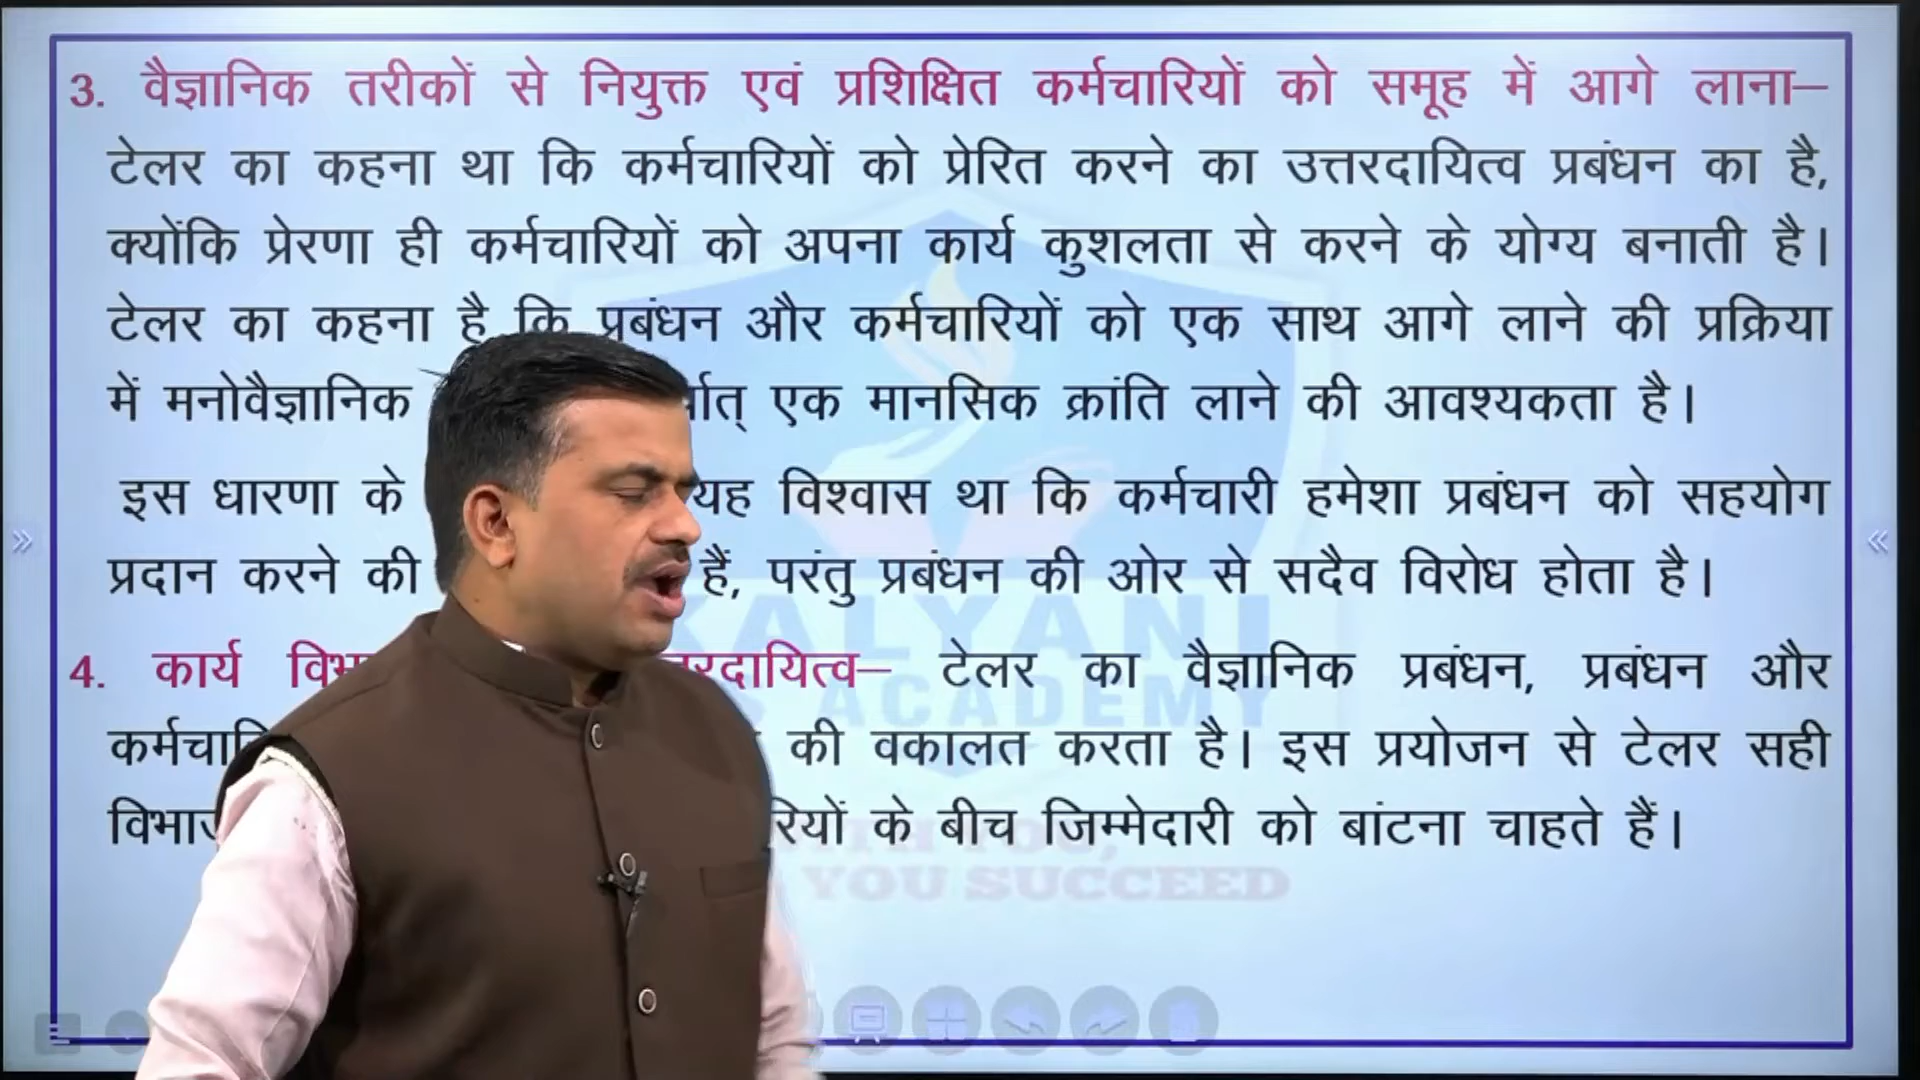 3. वैज्ञानिक तरीकों से नियुक्त एवं प्रशिक्षित कर्मचारियों को समूह में आगे लाना–
टेलर का कहना था कि कर्मचारियों को प्रेरित करने का उत्तरदायित्व प्रबंधन का है,
क्योंकि प्रेरणा ही कर्मचारियों को अपना कार्य कुशलता से करने के योग्य बनाती है।
टेलर का कहना है कि प्रबंधन और कर्मचारियों को एक साथ आगे लाने की प्रक्रिया
में मनोवैज्ञानिक एक मानसिक क्रांति लाने की आवश्यकता है।
इस धारणा के यह विश्वास था कि कर्मचारी हमेशा प्रबंधन को सहयोग
प्रदान करने की हैं, परंतु प्रबंधन की ओर से सदैव विरोध होता है।
KALYANI
4. कार्य टेलर का वैज्ञानिक प्रबंधन, प्रबंधन और
ACADEMY
की वकालत करता है। इस प्रयोजन से टेलर सही
के बीच जिम्मेदारी को बांटना चाहते हैं।
WITH YOU,
YOU SUCCEED